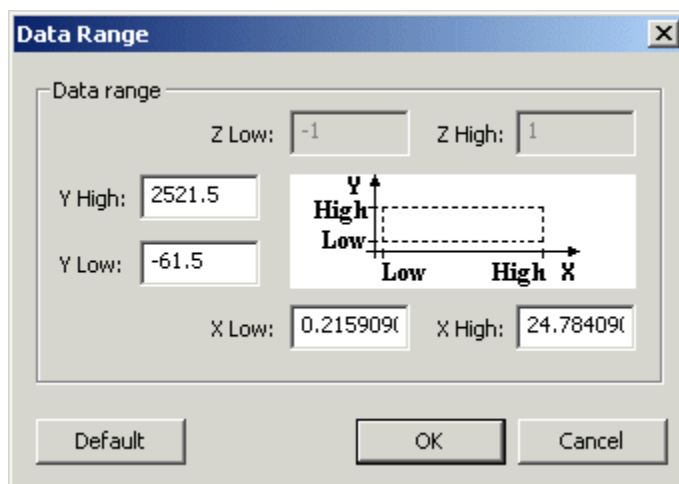 Data Range
Data range
Z Low: -1 Z High: 1
Y High: 2521.5
Y Low: -61.5
Y
High
Low
Low High X
X Low: 0.215909( X High: 24.78409(
Default OK Cancel